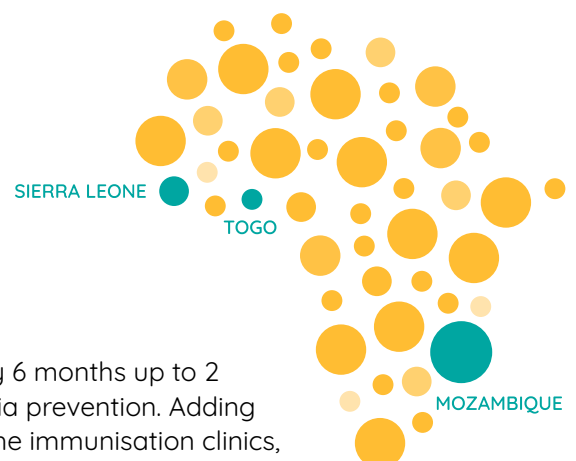 SIERRA LEONE
TOGO
6 months up to 2
prevention. Adding
immunisation clinics,
MOZAMBIQUE